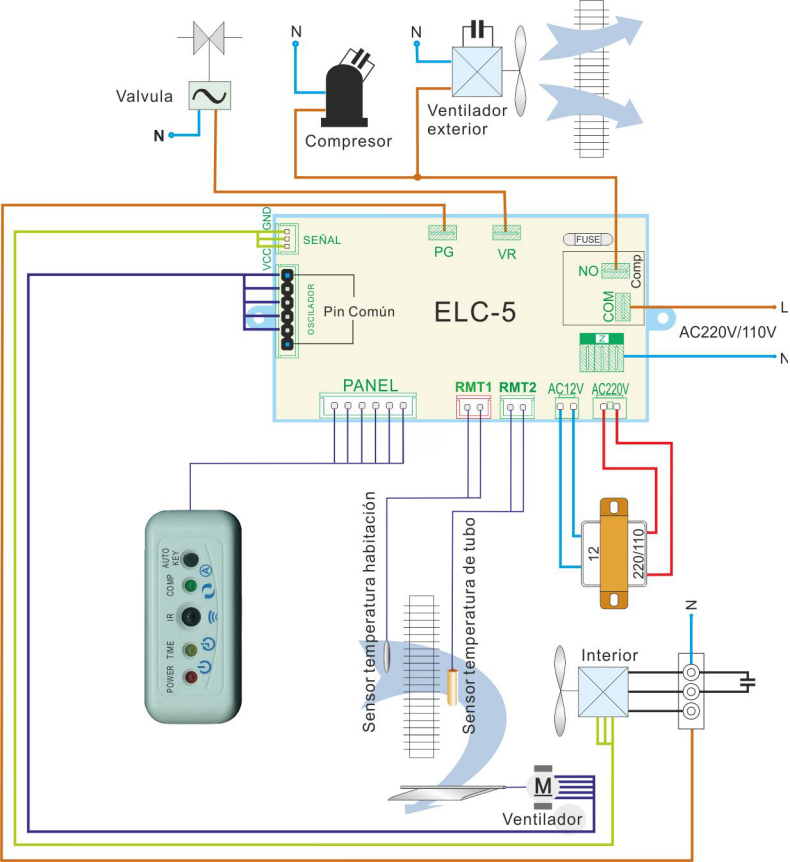 N
N
Valvula
N
Compresor
Ventilador
exterior
GND
VCC
SEÑAL
PG
VR
FUSE
NO
Comp
COM
L
AC220V/110V
N
Z
OSCILADOR
Pin Común
ELC-5
PANEL
RMT1
RMT2
AC12V
AC220V
12
220/110
AUTO
KEY
COMP
IR
TIME
POWER
A
Sensor temperatura habitación
Sensor temperatura de tubo
N
Interior
M
Ventilador